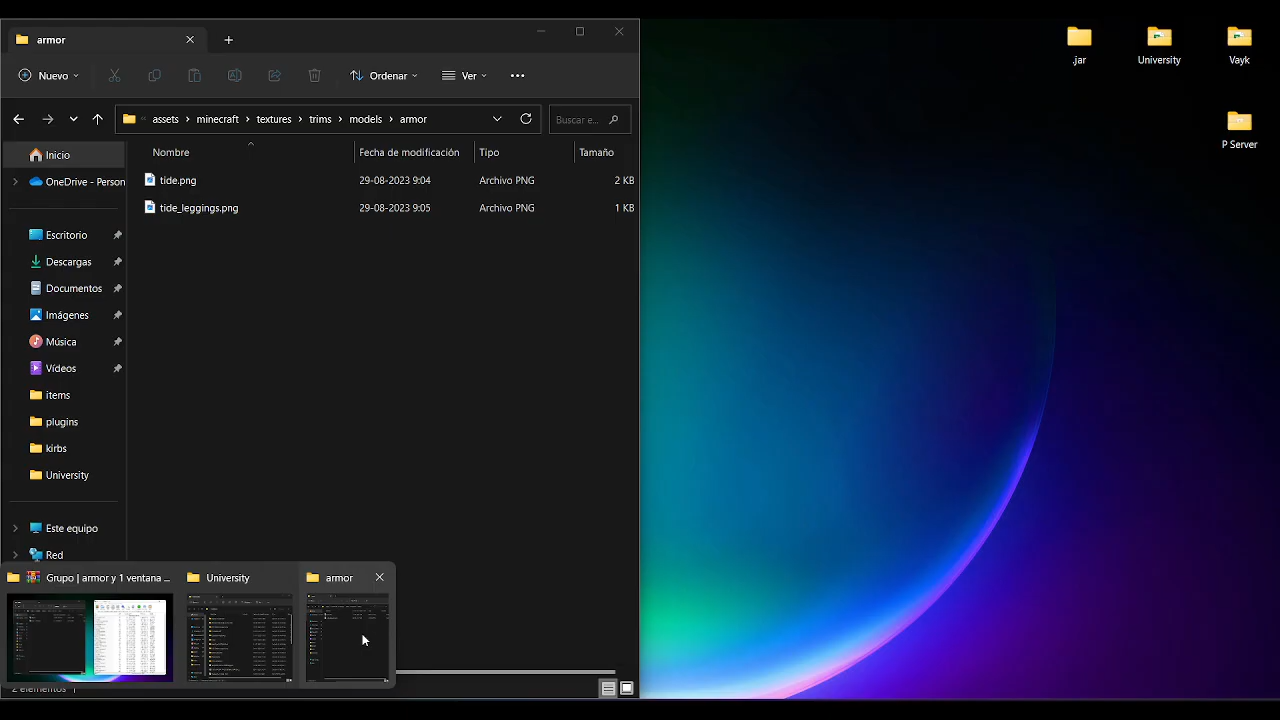 armor
Nuevo
Ordenar
Ver
assets > minecraft > textures > trims > models > armor
Buscar e...
Nombre
Fecha de modificación
Tipo
Tamaño
tide.png
29-08-2023 9:04
Archivo PNG
2 KB
tide_leggings.png
29-08-2023 9:05
Archivo PNG
1 KB
Inicio
OneDrive - Person
Escritorio
Descargas
Documentos
Imágenes
Música
Vídeos
items
plugins
kirbs
University
Este equipo
Red
Grupo | armor y 1 ventana ...
University
armor
2 elementos
.jar
University
Vayk
P Server